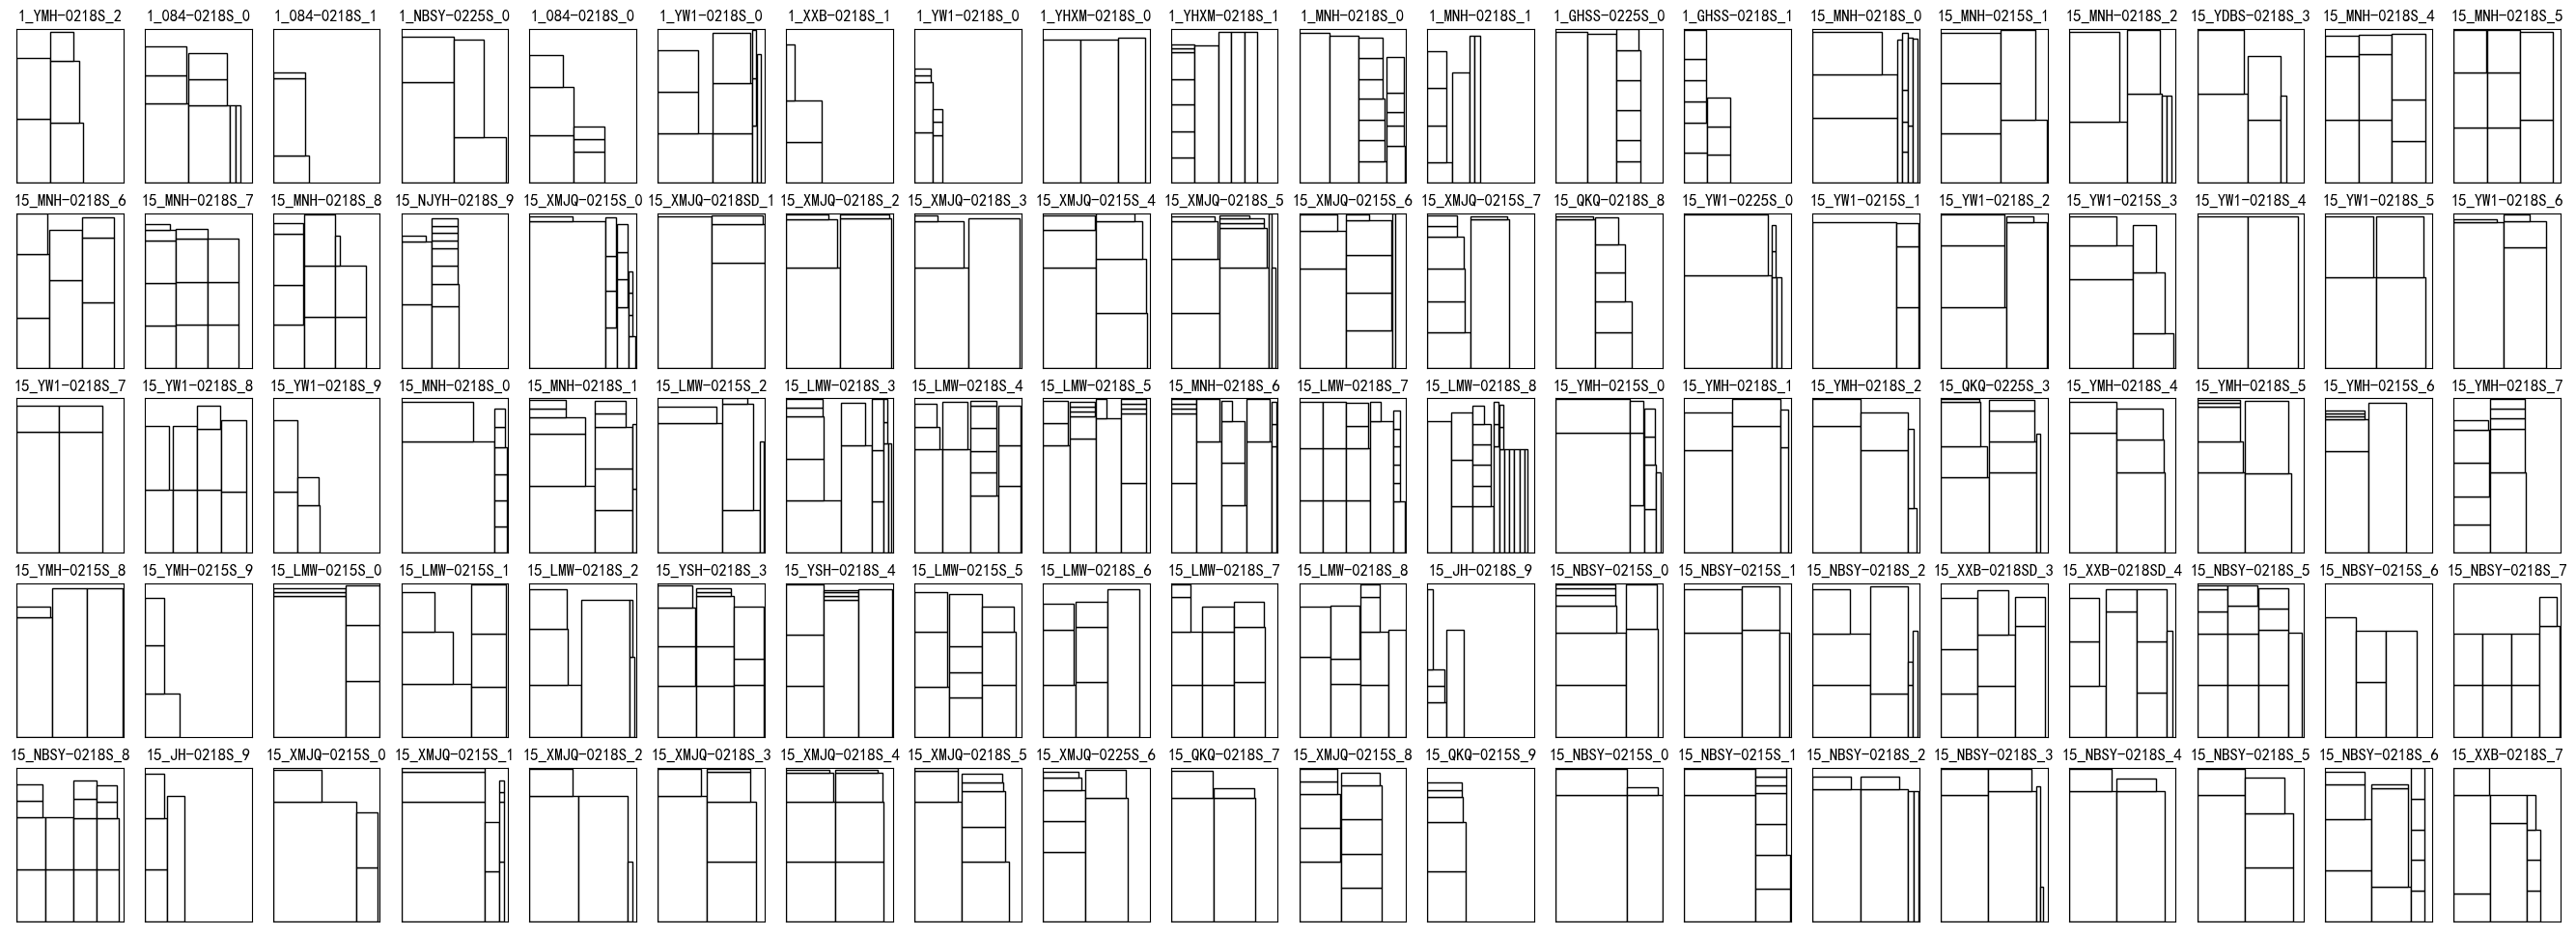 1_YMH-0218S_2 1_084-0218S_0 1_084-0218S_1 1_NBSY-0225S_0 1_084-0218S_0 1_YW1-0218S_0 1_XXB-0218S_1 1_YW1-0218S_0 1_YHXM-0218S_0 1_YHXM-0218S_1 1_MNH-0218S_0 1_MNH-0218S_1 1_GHSS-0225S_0 1_GHSS-0218S_1 15_MNH-0218S_0 15_MNH-0215S_1 15_MNH-0218S_2 15_YDBS-0218S_3 15_MNH-0218S_4 15_MNH-0218S_5
15_MNH-0218S_6 15_MNH-0218S_7 15_MNH-0218S_8 15_NJYH-0218S_9 15_XMJQ-0215S_0 15_XMJQ-0218SD_1 15_XMJQ-0218S_2 15_XMJQ-0218S_3 15_XMJQ-0215S_4 15_XMJQ-0218S_5 15_XMJQ-0215S_6 15_XMJQ-0215S_7 15_QKQ-0218S_8 15_YW1-0225S_0 15_YW1-0215S_1 15_YW1-0218S_2 15_YW1-0215S_3 15_YW1-0218S_4 15_YW1-0218S_5 15_YW1-0218S_6
15_YW1-0218S_7 15_YW1-0218S_8 15_YW1-0218S_9 15_MNH-0218S_0 15_MNH-0218S_1 15_LMW-0215S_2 15_LMW-0218S_3 15_LMW-0218S_4 15_LMW-0218S_5 15_MNH-0218S_6 15_LMW-0218S_7 15_LMW-0218S_8 15_YMH-0215S_0 15_YMH-0218S_1 15_YMH-0218S_2 15_QKQ-0225S_3 15_YMH-0218S_4 15_YMH-0218S_5 15_YMH-0215S_6 15_YMH-0218S_7
15_YMH-0215S_8 15_YMH-0215S_9 15_LMW-0215S_0 15_LMW-0215S_1 15_LMW-0218S_2 15_YSH-0218S_3 15_YSH-0218S_4 15_LMW-0215S_5 15_LMW-0218S_6 15_LMW-0218S_7 15_LMW-0218S_8 15_JH-0218S_9 15_NBSY-0215S_0 15_NBSY-0215S_1 15_NBSY-0218S_2 15_XXB-0218SD_3 15_XXB-0218SD_4 15_NBSY-0218S_5 15_NBSY-0215S_6 15_NBSY-0218S_7
15_NBSY-0218S_8 15_JH-0218S_9 15_XMJQ-0215S_0 15_XMJQ-0215S_1 15_XMJQ-0218S_2 15_XMJQ-0218S_3 15_XMJQ-0218S_4 15_XMJQ-0218S_5 15_XMJQ-0225S_6 15_QKQ-0218S_7 15_XMJQ-0215S_8 15_QKQ-0215S_9 15_NBSY-0215S_0 15_NBSY-0215S_1 15_NBSY-0218S_2 15_NBSY-0218S_3 15_NBSY-0218S_4 15_NBSY-0218S_5 15_NBSY-0218S_6 15_XXB-0218S_7